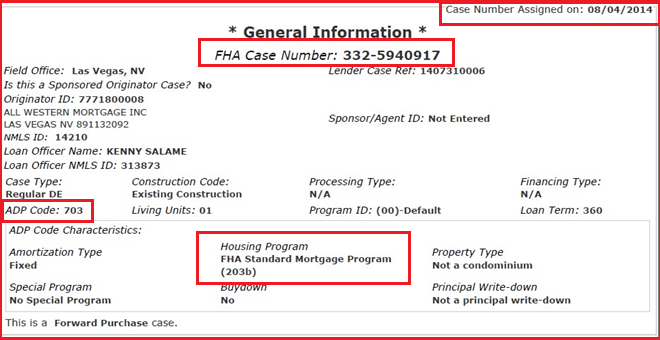 Case Number Assigned on: 08/04/2014
* General Information *
FHA Case Number: 332-5940917
Field Office: Las Vegas, NV Lender Case Ref: 1407310006
Is this a Sponsored Originator Case? No
Originator ID: 7771800008
ALL WESTERN MORTGAGE INC
LAS VEGAS NV 891132092 Sponsor/Agent ID: Not Entered
NMLS ID: 14210
Loan Officer Name: KENNY SALAME
Loan Officer NMLS ID: 313873
Case Type: Construction Code: Processing Type: Financing Type:
Regular DE Existing Construction N/A N/A
ADP Code: 703 Living Units: 01 Program ID: (00)-Default Loan Term: 360
ADP Code Characteristics:
Amortization Type Housing Program Property Type
Fixed FHA Standard Mortgage Program Not a condominium
(203b)
Special Program Buydown Principal Write-down
No Special Program No Not a principal write-down
This is a Forward Purchase case.